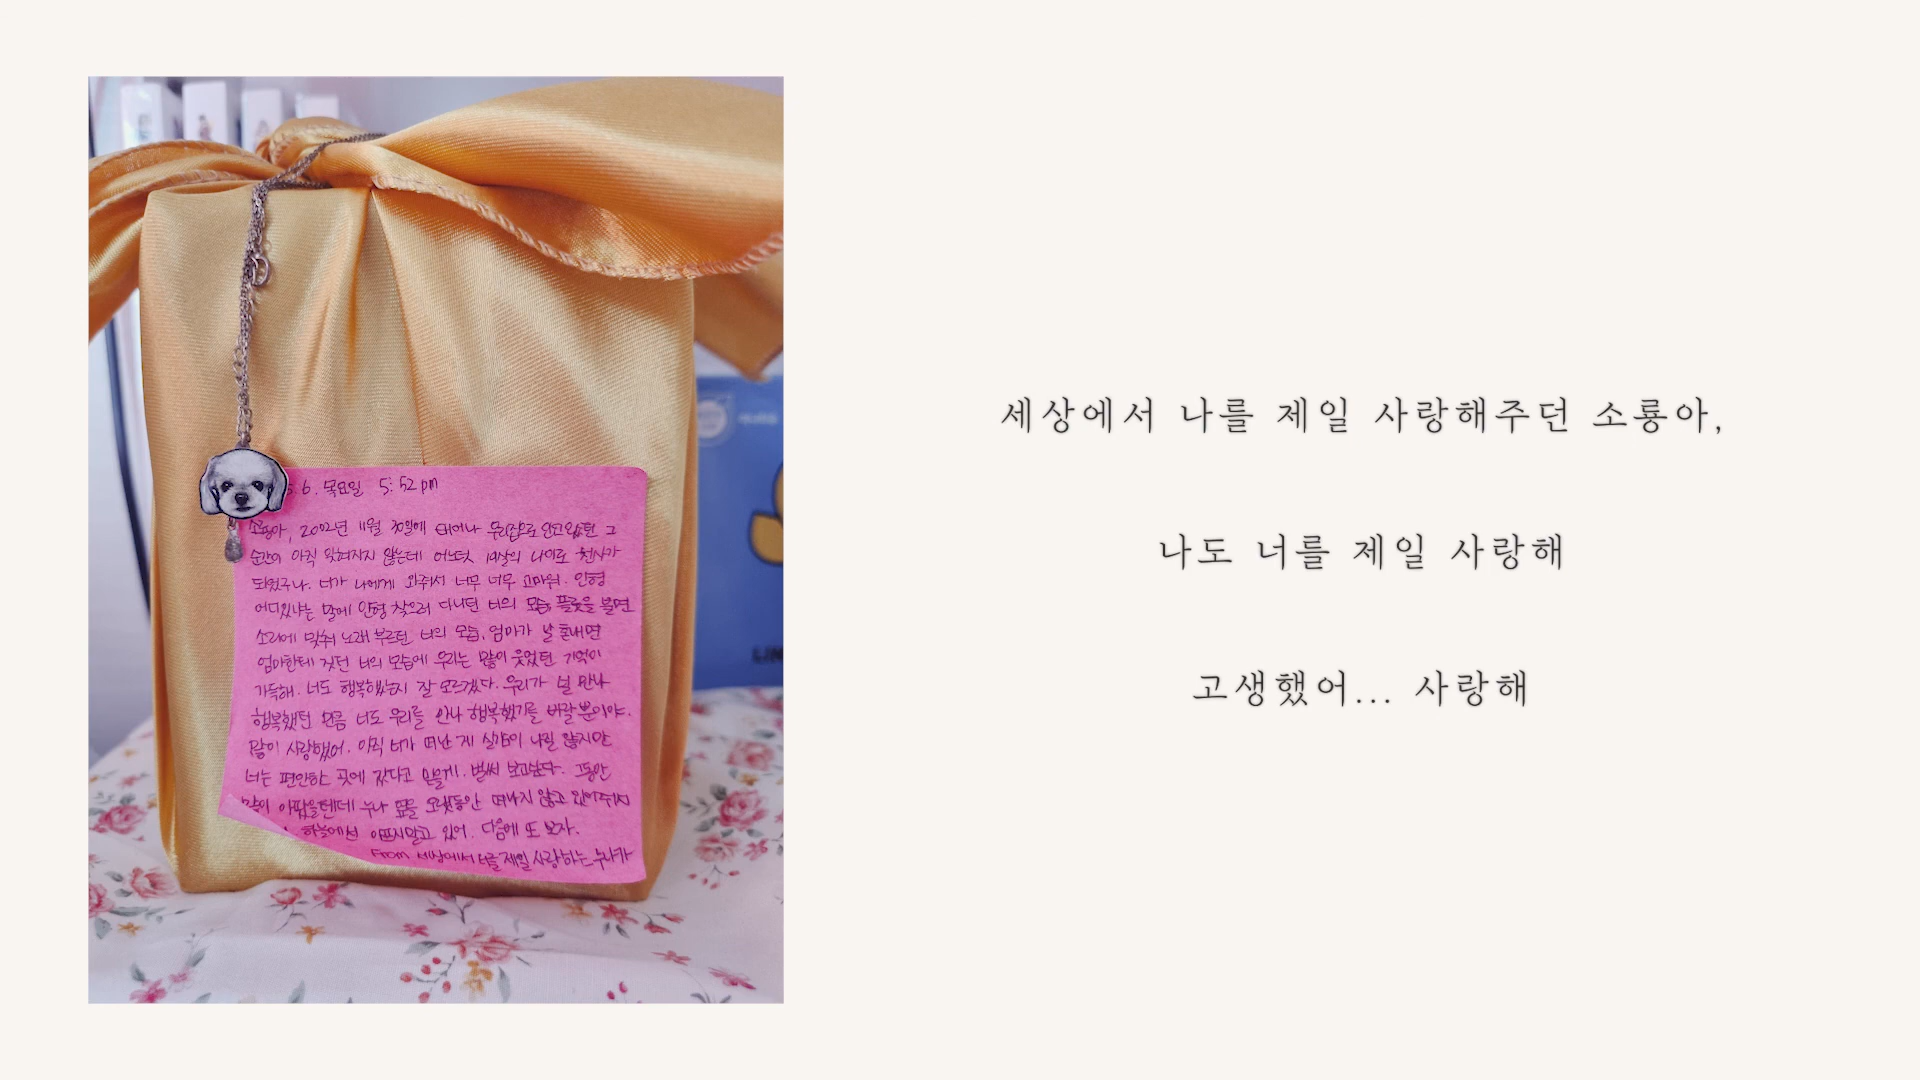 5.6. 목요일 5:52 pm
소룡아, 2002년 11월 30일에 태어나 우리집으로 안고 왔던 그
순간이 아직 잊혀지지 않는데 어느덧 19살의 나이로 천사가
되었구나. 너가 나에게 와줘서 너무 너무 고마워. 인형
어디있냐는 말에 인형 찾으러 다니던 너의 모습, 플룻을 불면
소리에 맞춰 노래 부르던 너의 모습, 엄마가 날 혼내면
엄마한테 짖던 너의 모습에 우리는 많이 웃었던 기억이
가득해. 너도 행복했는지 잘 모르겠다. 우리가 널 만나
행복했던 만큼 너도 우리를 만나 행복했기를 바랄 뿐이야.
많이 사랑했어. 아직 너가 떠난 게 실감이 나질 않지만
너는 편안한 곳에 갔다고 믿을게. 벌써 보고싶다. 그동안
많이 아팠을텐데 누나 옆을 오랫동안 떠나지 않고 있어주어서
하늘에선 아프지말고 있어. 다음에 또 보자.
From 세상에서 너를 제일 사랑하는 누나가
세상에서 나를 제일 사랑해주던 소룡아,
나도 너를 제일 사랑해
고생했어... 사랑해